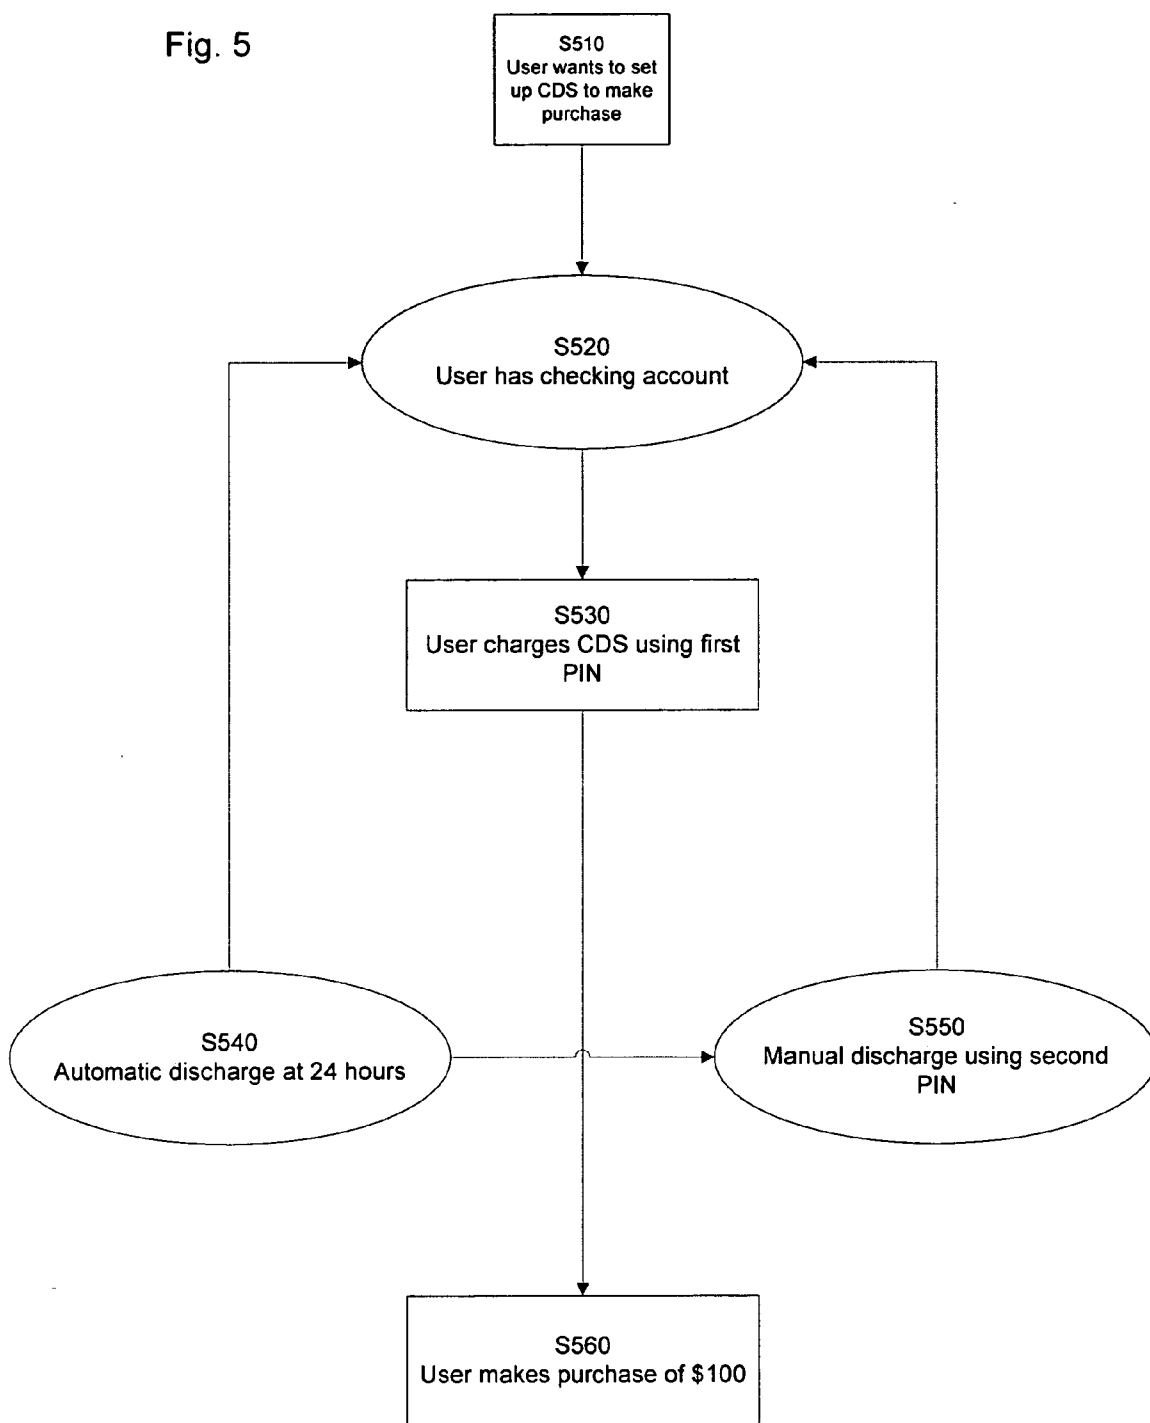 Fig. 5
S510
User wants to set
up CDS to make
purchase
S520
User has checking account
S530
User charges CDS using first
PIN
S540
Automatic discharge at 24 hours
S550
Manual discharge using second
PIN
S560
User makes purchase of $100